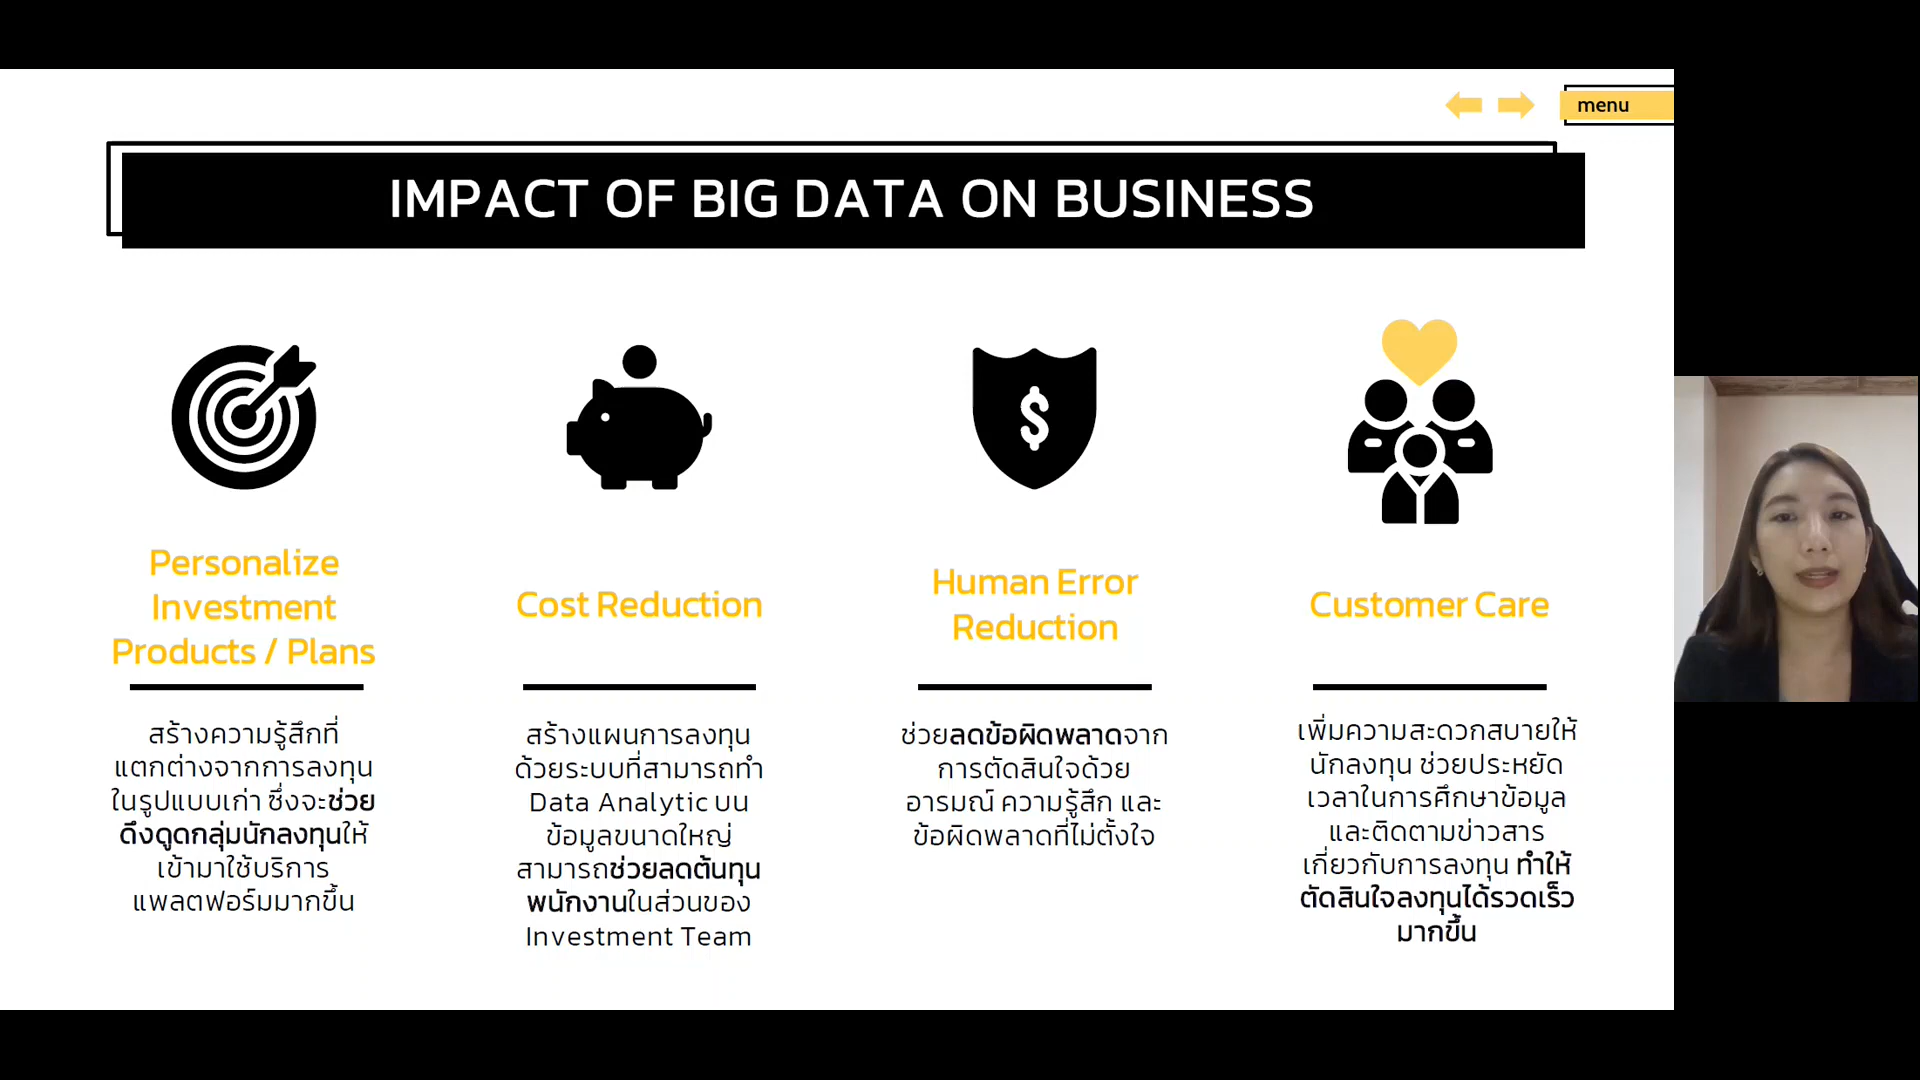 menu
IMPACT OF BIG DATA ON BUSINESS
Personalize
Investment
Products / Plans
สร้างความรู้สึกที่
แตกต่างจากการลงทุน
ในรูปแบบเก่า ซึ่งจะช่วย
ดึงดูดกลุ่มนักลงทุนให้
เข้ามาใช้บริการ
แพลตฟอร์มมากขึ้น
Cost Reduction
สร้างแผนการลงทุน
ด้วยระบบที่สามารถทำ
Data Analytic บน
ข้อมูลขนาดใหญ่
สามารถช่วยลดต้นทุน
พนักงานในส่วนของ
Investment Team
Human Error
Reduction
ช่วยลดข้อผิดพลาดจาก
การตัดสินใจด้วย
อารมณ์ ความรู้สึก และ
ข้อผิดพลาดที่ไม่ตั้งใจ
Customer Care
เพิ่มความสะดวกสบายให้
นักลงทุน ช่วยประหยัด
เวลาในการศึกษาข้อมูล
และติดตามข่าวสาร
เกี่ยวกับการลงทุน ทำให้
ตัดสินใจลงทุนได้รวดเร็ว
มากขึ้น